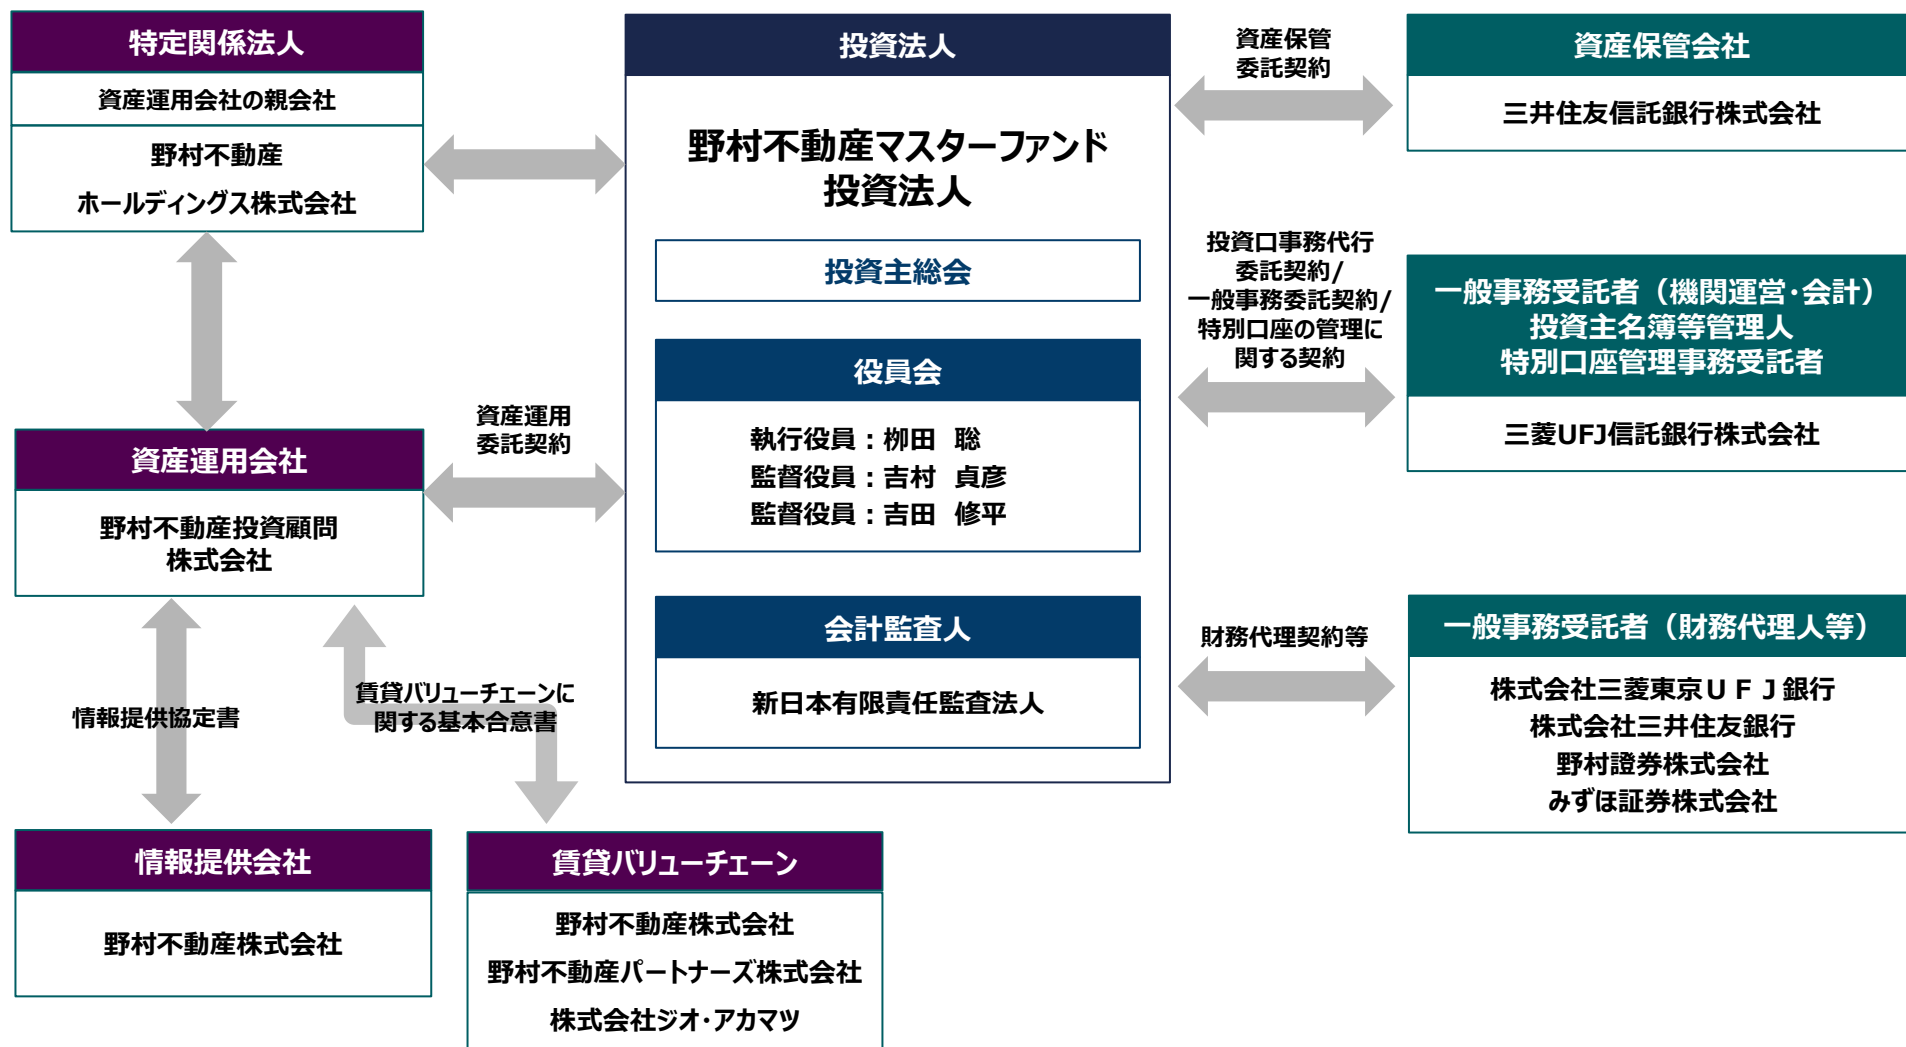 特定関係法人
資産運用会社の親会社
野村不動産
ホールディングス株式会社
資産運用会社
野村不動産投資顧問
株式会社
資産運用
委託契約
情報提供協定書
賃貸バリューチェーンに
関する基本合意書
情報提供会社
野村不動産株式会社
賃貸バリューチェーン
野村不動産株式会社
野村不動産パートナーズ株式会社
株式会社ジオ・アカマツ
投資法人
野村不動産マスターファンド
投資法人
投資主総会
役員会
執行役員：栁田 聡
監督役員：吉村 貞彦
監督役員：吉田 修平
会計監査人
新日本有限責任監査法人
資産保管
委託契約
資産保管会社
三井住友信託銀行株式会社
投資口事務代行
委託契約/
一般事務委託契約/
特別口座の管理に
関する契約
一般事務受託者（機関運営・会計）
投資主名簿等管理人
特別口座管理事務受託者
三菱UFJ信託銀行株式会社
財務代理契約等
一般事務受託者（財務代理人等）
株式会社三菱東京ＵＦＪ銀行
株式会社三井住友銀行
野村證券株式会社
みずほ証券株式会社